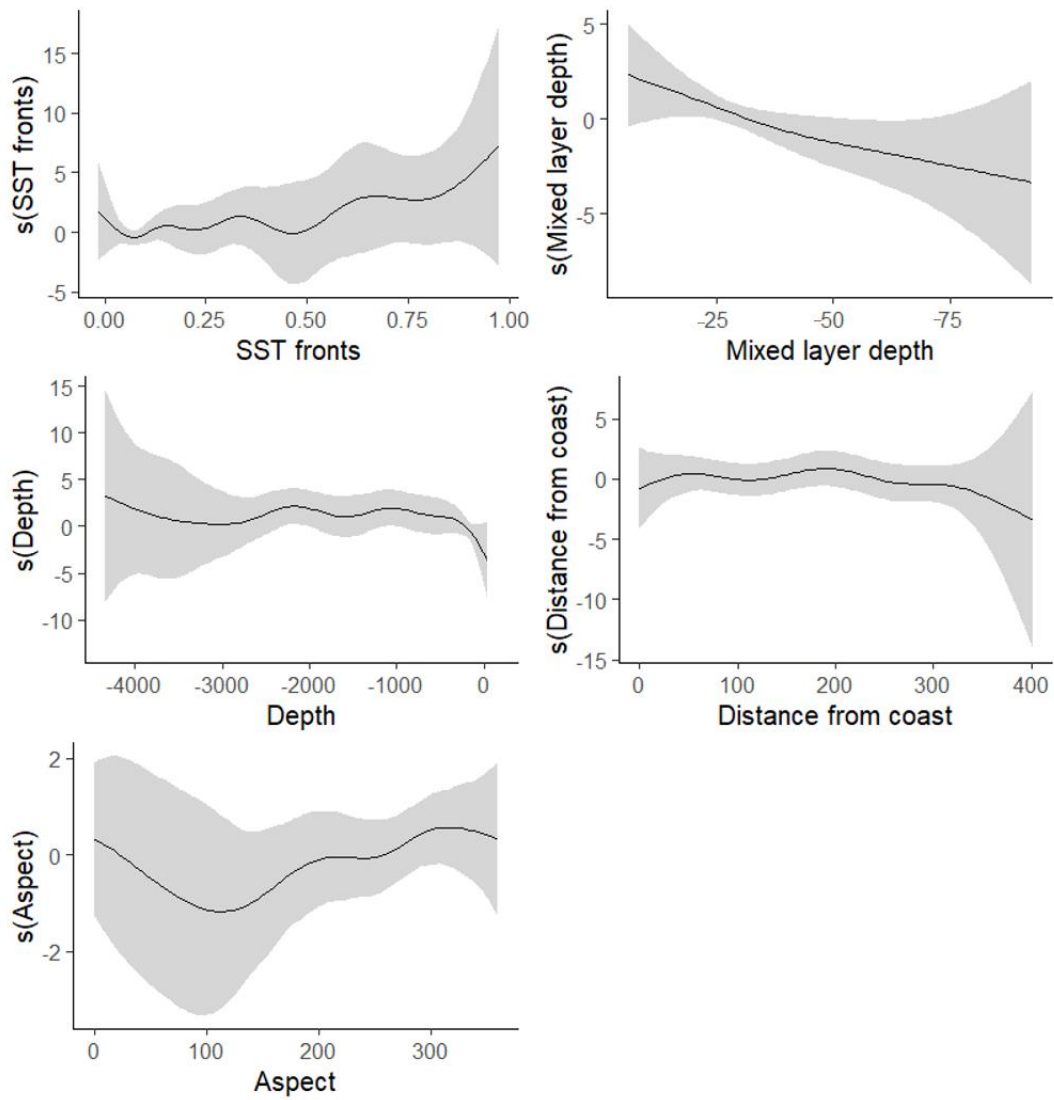 s(SST fronts)
15
10
5
0
-5
0.00 0.25 0.50 0.75 1.00
SST fronts
s(Mixed layer depth)
5
0
-5
-25 -50 -75
Mixed layer depth
s(Depth)
15
10
5
0
-5
-10
-4000 -3000 -2000 -1000 0
Depth
s(Distance from coast)
5
0
-5
-10
-15
0 100 200 300 400
Distance from coast
s(Aspect)
2
0
-2
0 100 200 300
Aspect